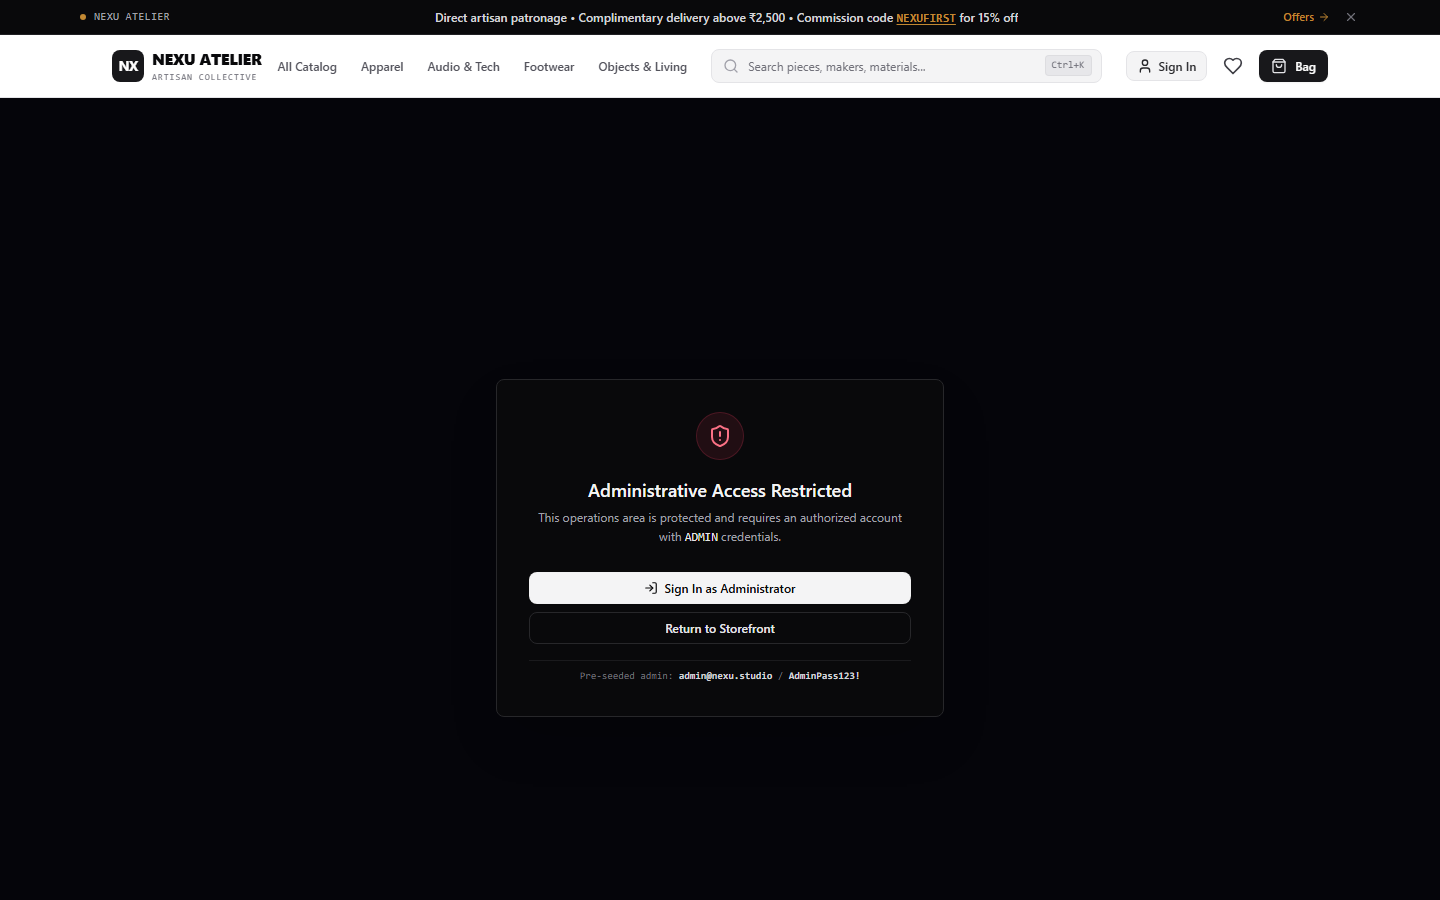 NEXU ATELIER
Direct artisan patronage • Complimentary delivery above ₹2,500 • Commission code NEXUFIRST for 15% off
Offers →
NX
NEXU ATELIER
ARTISAN COLLECTIVE
All Catalog
Apparel
Audio & Tech
Footwear
Objects & Living
Search pieces, makers, materials...
Ctrl+K
Sign In
Bag
Administrative Access Restricted
This operations area is protected and requires an authorized account
with ADMIN credentials.
Sign In as Administrator
Return to Storefront
Pre-seeded admin: admin@nexu.studio / AdminPass123!